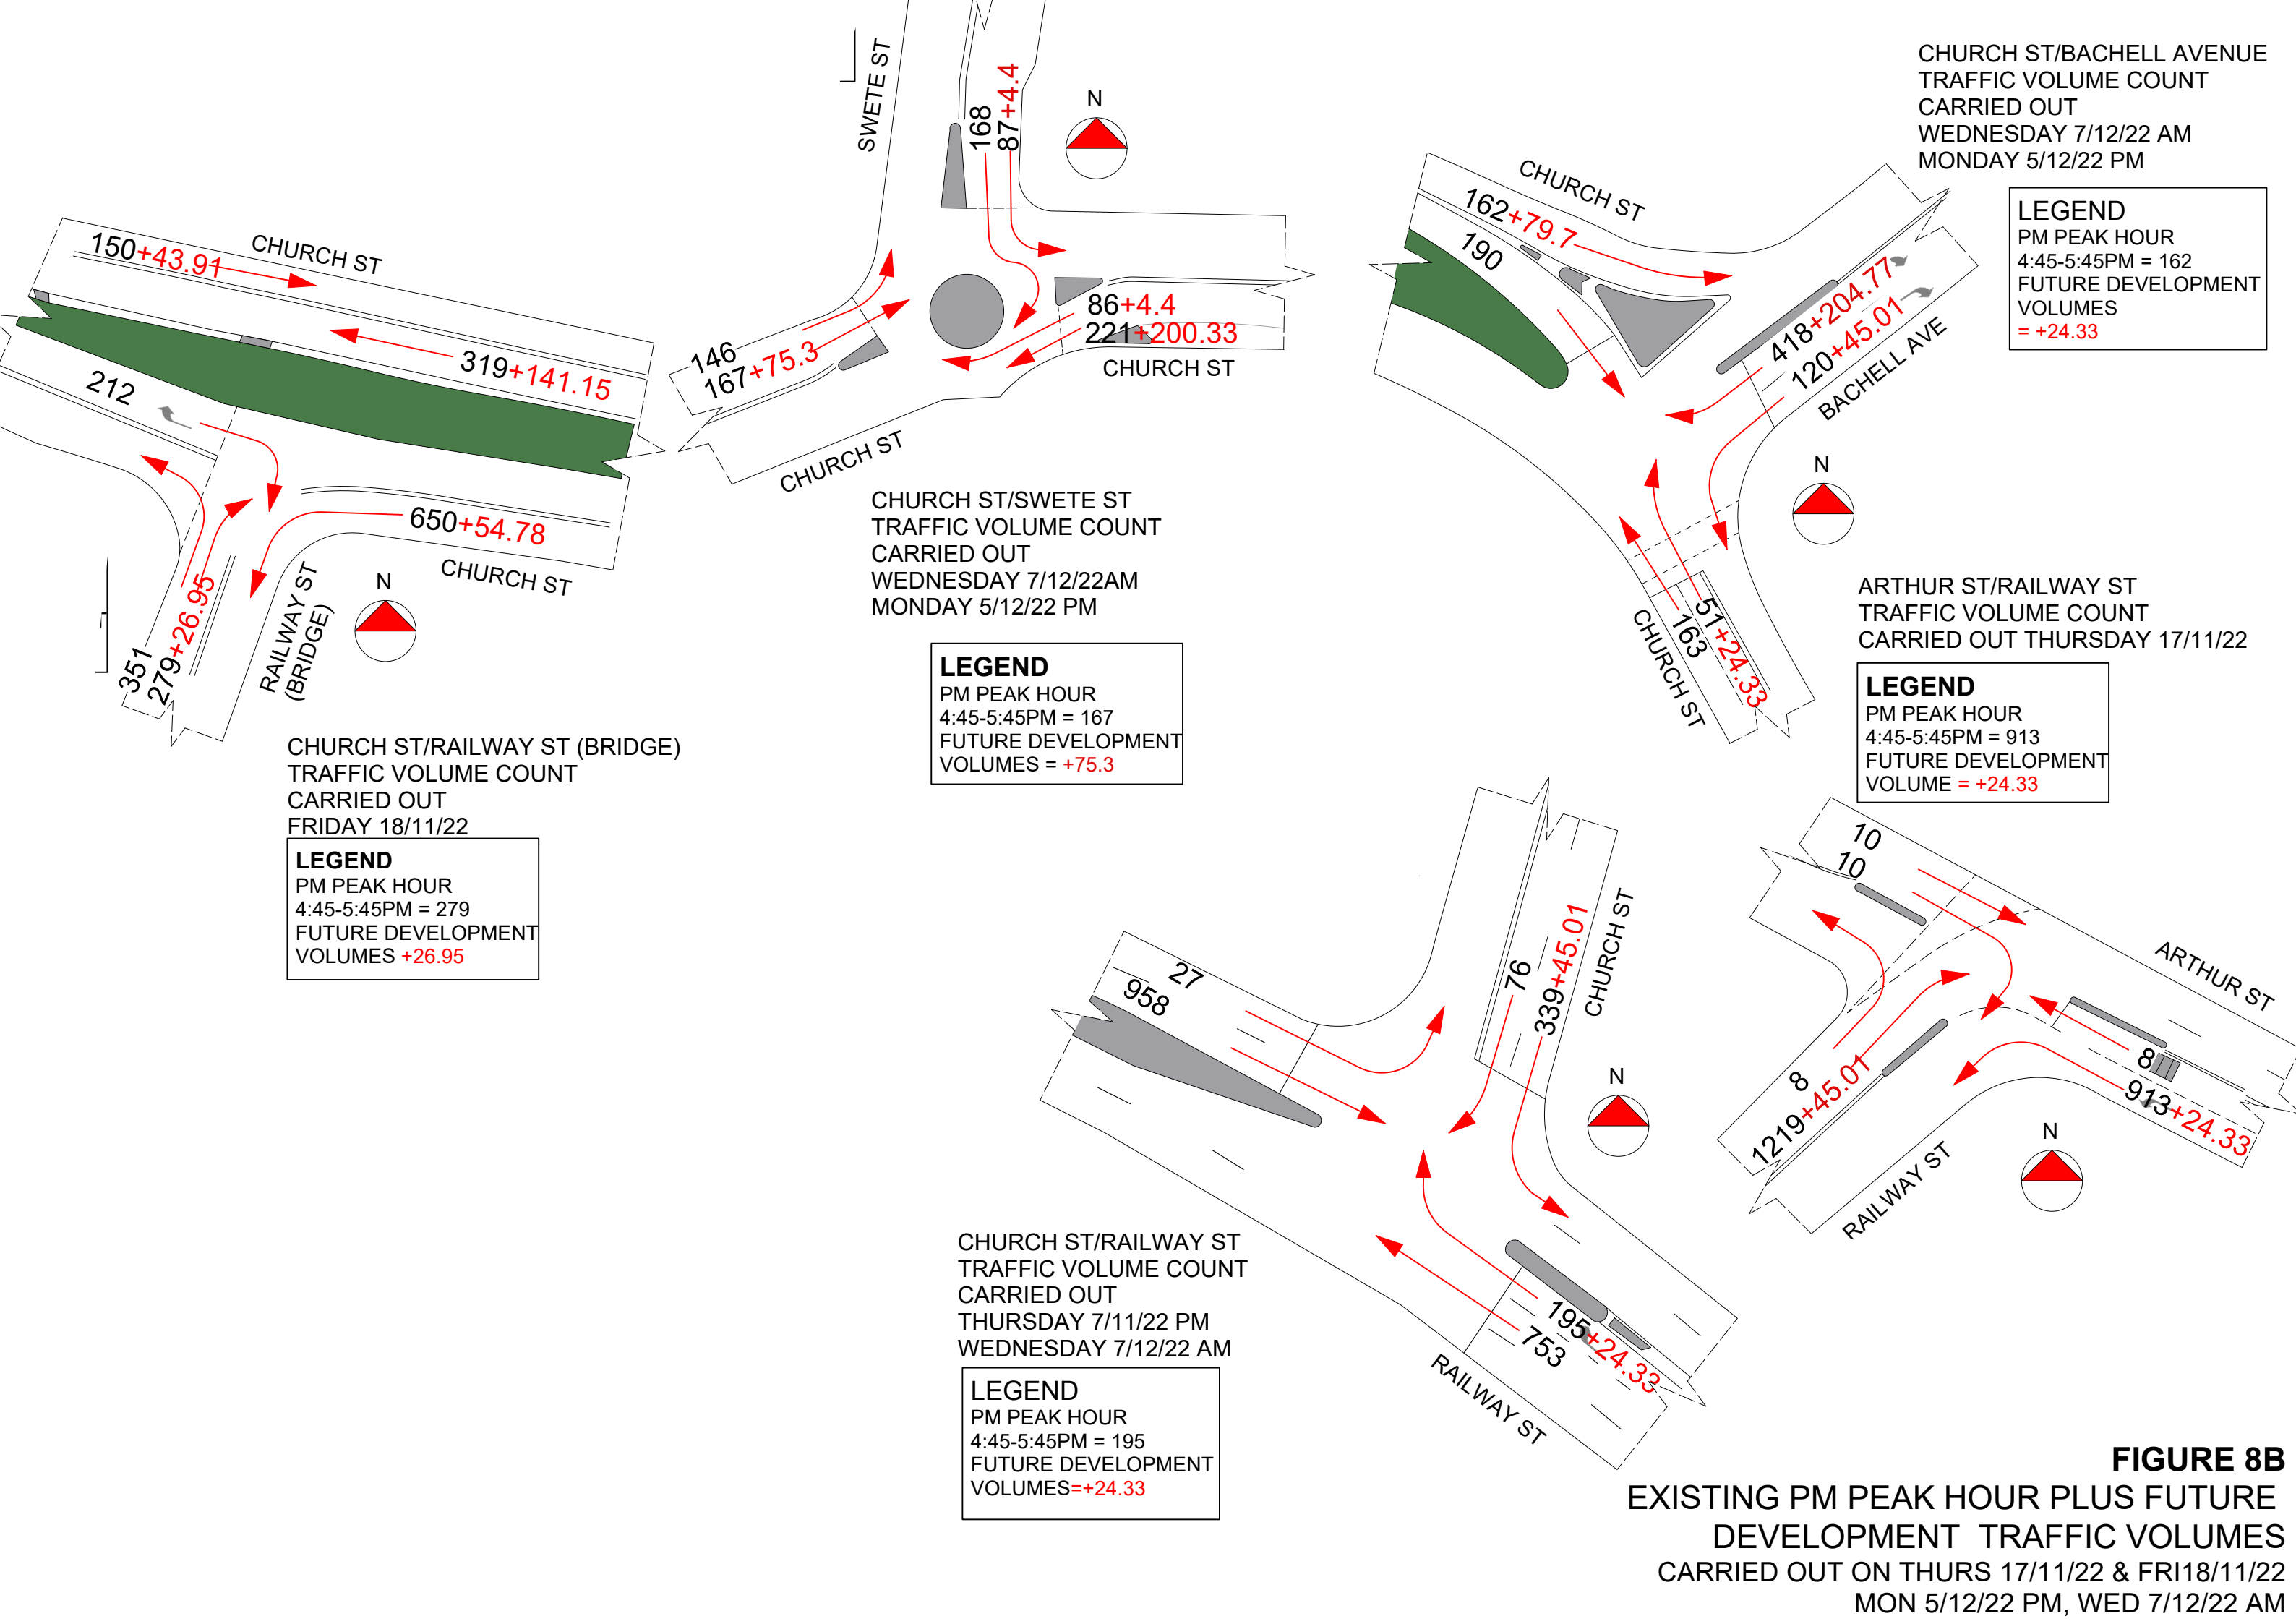 SWETE ST
168
87+4.4
N
86+4.4
221+200.33
CHURCH ST
146
167+75.3
CHURCH ST
CHURCH ST/SWETE ST
TRAFFIC VOLUME COUNT
CARRIED OUT
WEDNESDAY 7/12/22AM
MONDAY 5/12/22 PM
LEGEND
PM PEAK HOUR
4:45-5:45PM = 167
FUTURE DEVELOPMENT
VOLUMES = +75.3
150+43.91
CHURCH ST
319+141.15
212
650+54.78
CHURCH ST
351
279+26.95
RAILWAY ST
(BRIDGE)
N
CHURCH ST/RAILWAY ST (BRIDGE)
TRAFFIC VOLUME COUNT
CARRIED OUT
FRIDAY 18/11/22
LEGEND
PM PEAK HOUR
4:45-5:45PM = 279
FUTURE DEVELOPMENT
VOLUMES +26.95
CHURCH ST/BACHELL AVENUE
TRAFFIC VOLUME COUNT
CARRIED OUT
WEDNESDAY 7/12/22 AM
MONDAY 5/12/22 PM
LEGEND
PM PEAK HOUR
4:45-5:45PM = 162
FUTURE DEVELOPMENT
VOLUMES
= +24.33
CHURCH ST
162+79.7
190
418+204.77
120+45.01
BACHELL AVE
N
51+24.33
163
CHURCH ST
ARTHUR ST/RAILWAY ST
TRAFFIC VOLUME COUNT
CARRIED OUT THURSDAY 17/11/22
LEGEND
PM PEAK HOUR
4:45-5:45PM = 913
FUTURE DEVELOPMENT
VOLUME = +24.33
10
10
ARTHUR ST
8
913+24.33
8
1219+45.01
RAILWAY ST
N
27
958
76
339+45.01
CHURCH ST
N
195+24.33
753
RAILWAY ST
CHURCH ST/RAILWAY ST
TRAFFIC VOLUME COUNT
CARRIED OUT
THURSDAY 7/11/22 PM
WEDNESDAY 7/12/22 AM
LEGEND
PM PEAK HOUR
4:45-5:45PM = 195
FUTURE DEVELOPMENT
VOLUMES=+24.33
FIGURE 8B
EXISTING PM PEAK HOUR PLUS FUTURE
DEVELOPMENT TRAFFIC VOLUMES
CARRIED OUT ON THURS 17/11/22 & FRI18/11/22
MON 5/12/22 PM, WED 7/12/22 AM